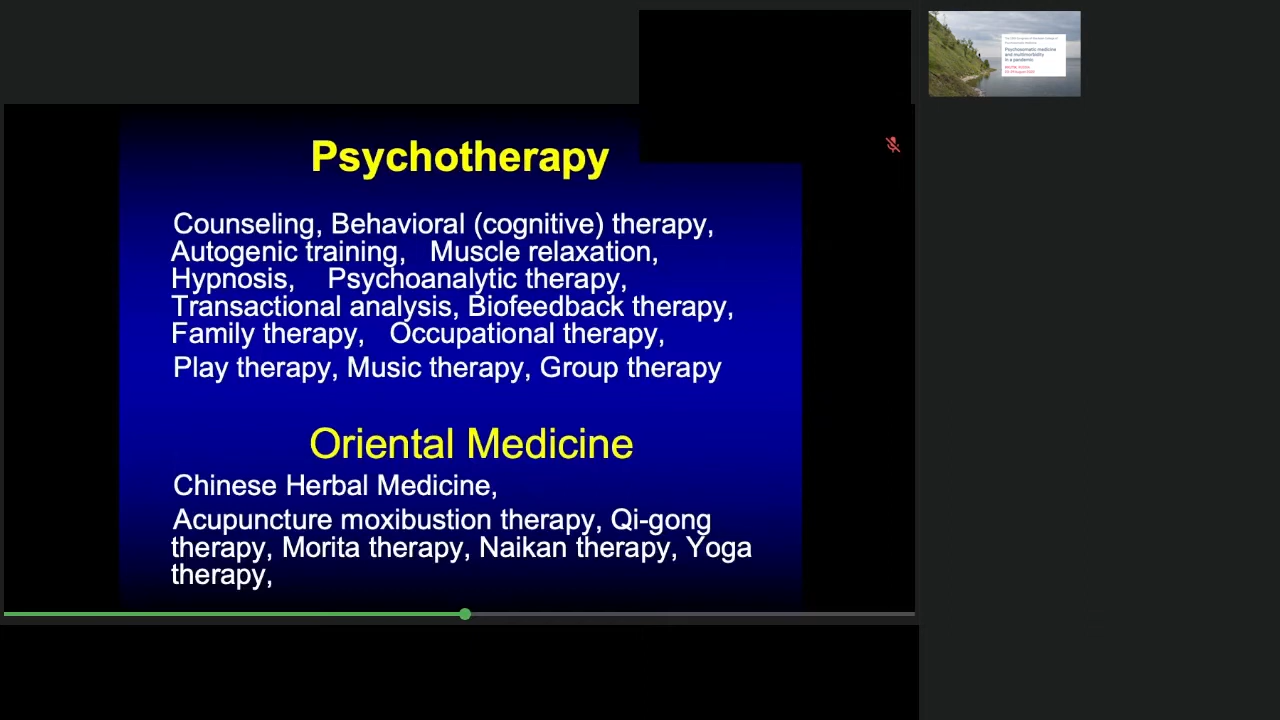 Psychotherapy
Counseling, Behavioral (cognitive) therapy,
Autogenic training, Muscle relaxation,
Hypnosis, Psychoanalytic therapy,
Transactional analysis, Biofeedback therapy,
Family therapy, Occupational therapy,
Play therapy, Music therapy, Group therapy
Oriental Medicine
Chinese Herbal Medicine,
Acupuncture moxibustion therapy, Qi-gong
therapy, Morita therapy, Naikan therapy, Yoga
therapy,
Psychosomatic medicine
and multimorbidity
in a pandemic